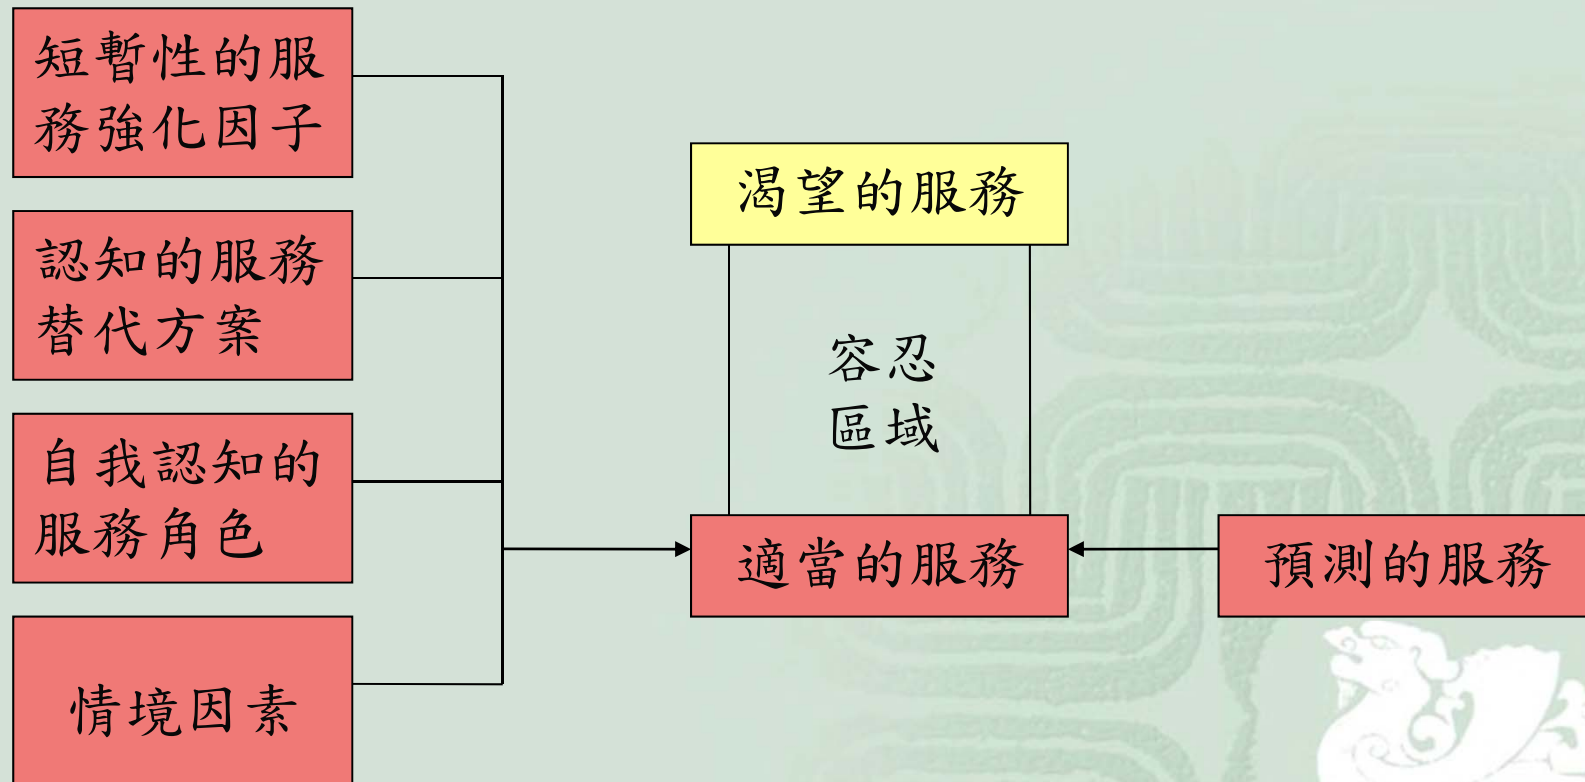 短暫性的服
務強化因子
認知的服務
替代方案
自我認知的
服務角色
情境因素
渴望的服務
容忍
區域
適當的服務
預測的服務